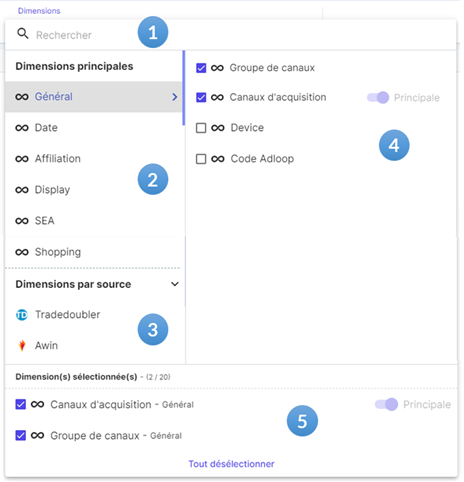 Dimensions
Rechercher
1
Dimensions principales
Général
Date
Affiliation
2
Display
SEA
Shopping
Dimensions par source
TD Tradedoubler
3
Awin
Groupe de canaux
Canaux d'acquisition Principale
Device
4
Code Adloop
Dimension(s) sélectionnée(s) - (2 / 20)
Canaux d'acquisition - Général Principale
5
Groupe de canaux - Général
Tout désélectionner